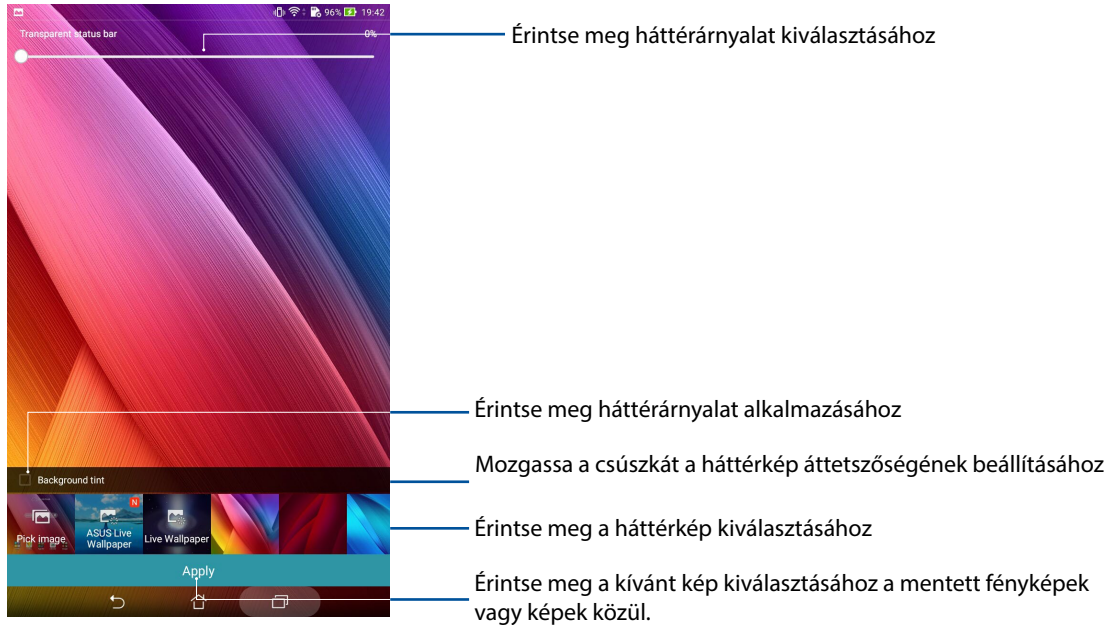 96% 19:42
Transparent status bar 0%
Érintse meg háttérárnyalat kiválasztásához
Érintse meg háttérárnyalat alkalmazásához
Mozgassa a csúszkát a háttérkép áttetszőségének beállításához
Background tint
N
Pick image
ASUS Live
Wallpaper
Live Wallpaper
Érintse meg a háttérkép kiválasztásához
Apply
Érintse meg a kívánt kép kiválasztásához a mentett fényképek
vagy képek közül.